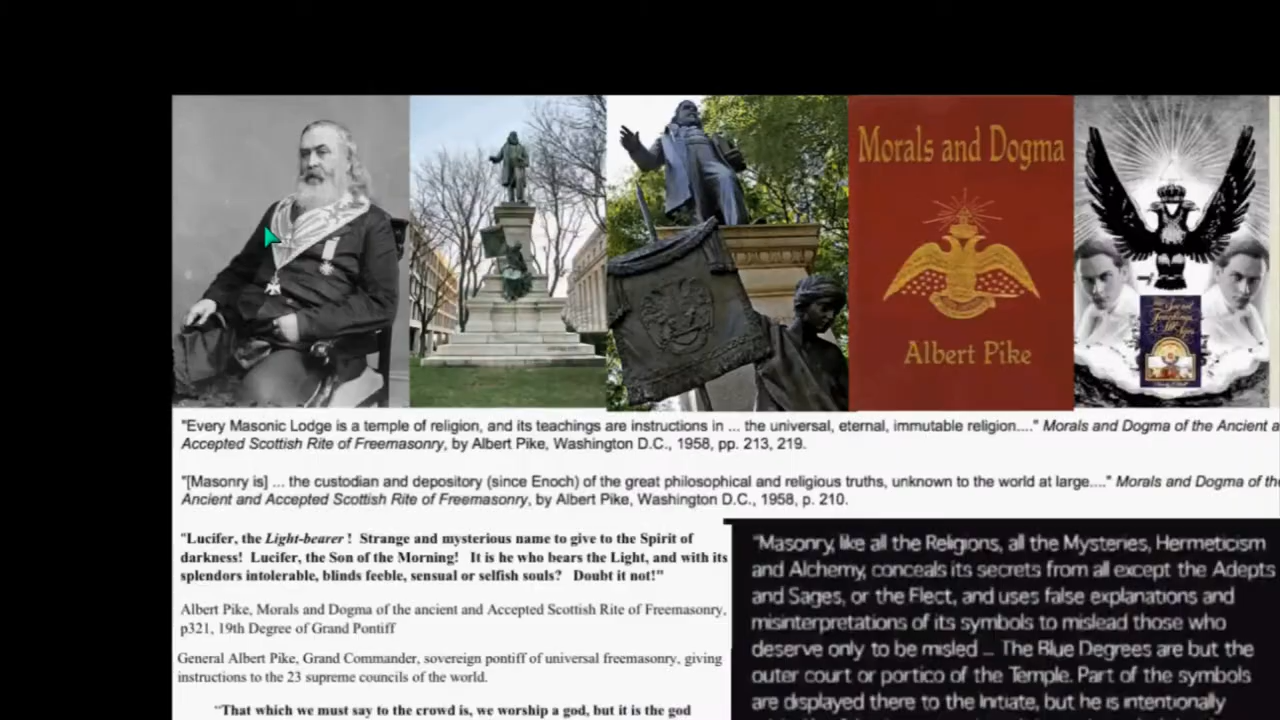 Morals and Dogma
Albert Pike
"Every Masonic Lodge is a temple of religion, and its teachings are instructions in ... the universal, eternal, immutable religion...." Morals and Dogma of the Ancient a
Accepted Scottish Rite of Freemasonry, by Albert Pike, Washington D.C., 1958, pp. 213, 219.
"[Masonry is] ... the custodian and depository (since Enoch) of the great philosophical and religious truths, unknown to the world at large...." Morals and Dogma of the
Ancient and Accepted Scottish Rite of Freemasonry, by Albert Pike, Washington D.C., 1958, p. 210.
"Lucifer, the Light-bearer ! Strange and mysterious name to give to the Spirit of
darkness! Lucifer, the Son of the Morning! It is he who bears the Light, and with its
splendors intolerable, blinds feeble, sensual or selfish souls? Doubt it not!"
Albert Pike, Morals and Dogma of the ancient and Accepted Scottish Rite of Freemasonry,
p321, 19th Degree of Grand Pontiff
General Albert Pike, Grand Commander, sovereign pontiff of universal freemasonry, giving
instructions to the 23 supreme councils of the world.
"That which we must say to the crowd is, we worship a god, but it is the god
"Masonry, like all the Religions, all the Mysteries, Hermeticism
and Alchemy, conceals its secrets from all except the Adepts
and Sages, or the Flect, and uses false explanations and
misinterpretations of its symbols to mislead those who
deserve only to be misled ... The Blue Degrees are but the
outer court or portico of the Temple. Part of the symbols
are displayed there to the Intiate, but he is intentionally